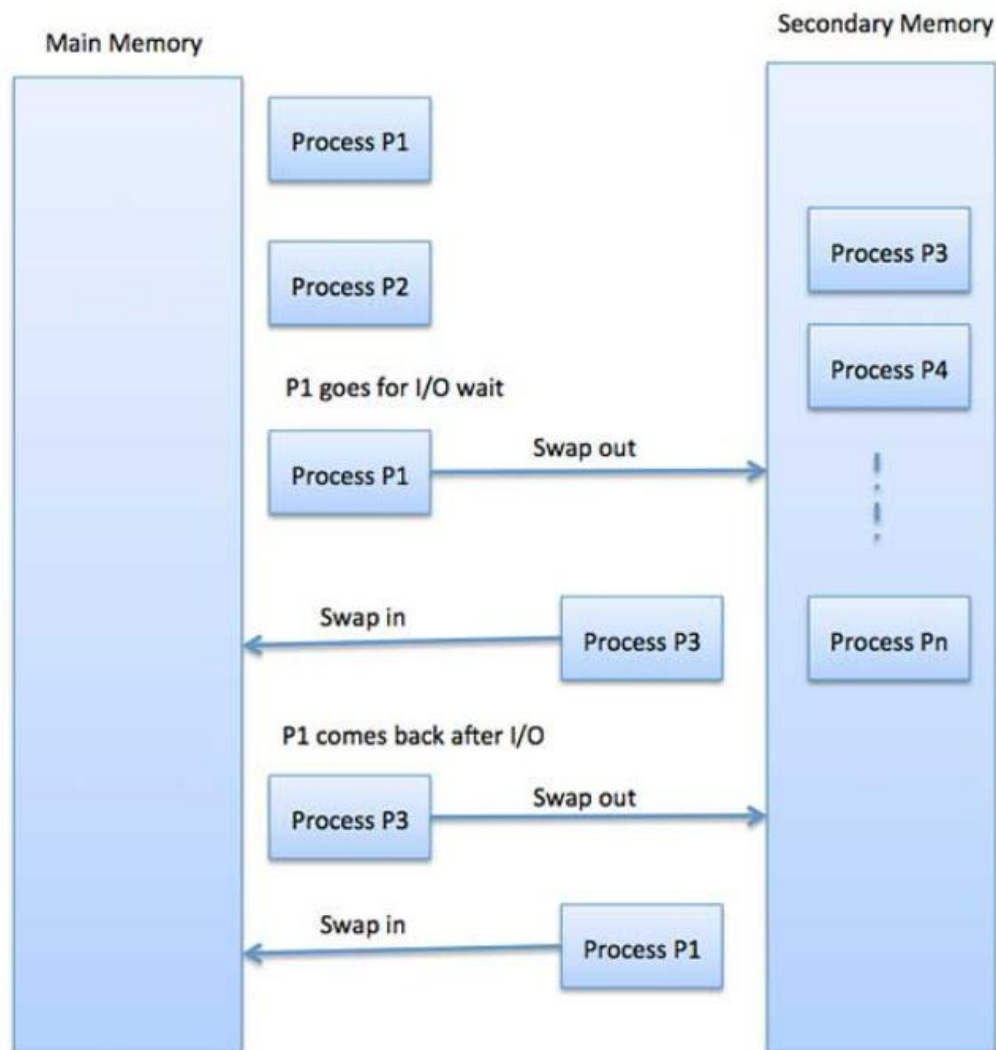 Main Memory
Secondary Memory
Process P1
Process P3
Process P2
Process P4
P1 goes for I/O wait
Process P1
Swap out
Swap in
Process P3
Process Pn
P1 comes back after I/O
Process P3
Swap out
Swap in
Process P1